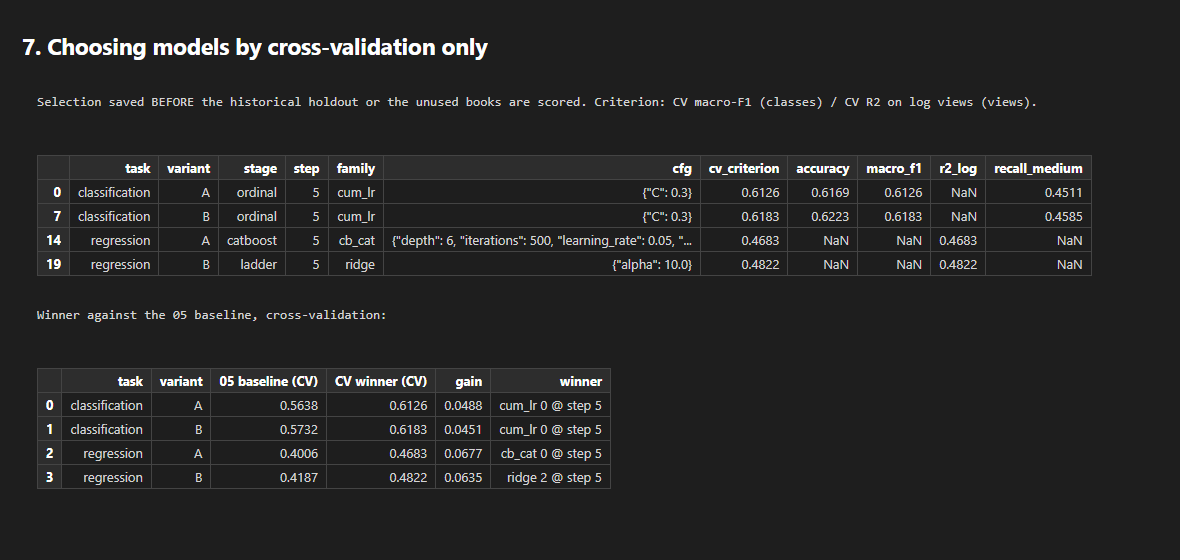 7. Choosing models by cross-validation only
Selection saved BEFORE the historical holdout or the unused books are scored. Criterion: CV macro-F1 (classes) / CV R2 on log views (views).
task variant stage step family cfg cv_criterion accuracy macro_f1 r2_log recall_medium
0 classification A ordinal 5 cum_lr {"C": 0.3} 0.6126 0.6169 0.6126 NaN 0.4511
7 classification B ordinal 5 cum_lr {"C": 0.3} 0.6183 0.6223 0.6183 NaN 0.4585
14 regression A catboost 5 cb_cat {"depth": 6, "iterations": 500, "learning_rate": 0.05, "... 0.4683 NaN NaN 0.4683 NaN
19 regression B ladder 5 ridge {"alpha": 10.0} 0.4822 NaN NaN 0.4822 NaN
Winner against the 05 baseline, cross-validation:
task variant 05 baseline (CV) CV winner (CV) gain winner
0 classification A 0.5638 0.6126 0.0488 cum_lr 0 @ step 5
1 classification B 0.5732 0.6183 0.0451 cum_lr 0 @ step 5
2 regression A 0.4006 0.4683 0.0677 cb_cat 0 @ step 5
3 regression B 0.4187 0.4822 0.0635 ridge 2 @ step 5